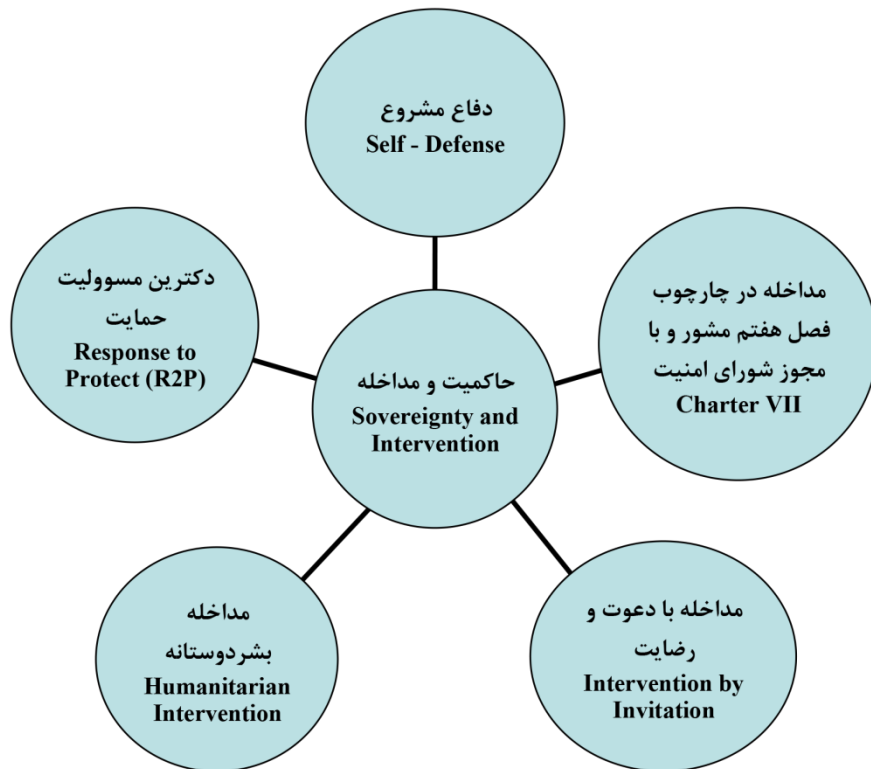 دفاع مشروع
Self - Defense
مداخله در چارچوب
فصل هفتم مشور و با
مجوز شورای امنیت
Charter VII
دکترین مسوولیت
حمایت
Response to
Protect (R2P)
حاکمیت و مداخله
Sovereignty and
Intervention
مداخله با دعوت و
رضایت
Intervention by
Invitation
مداخله
بشردوستانه
Humanitarian
Intervention